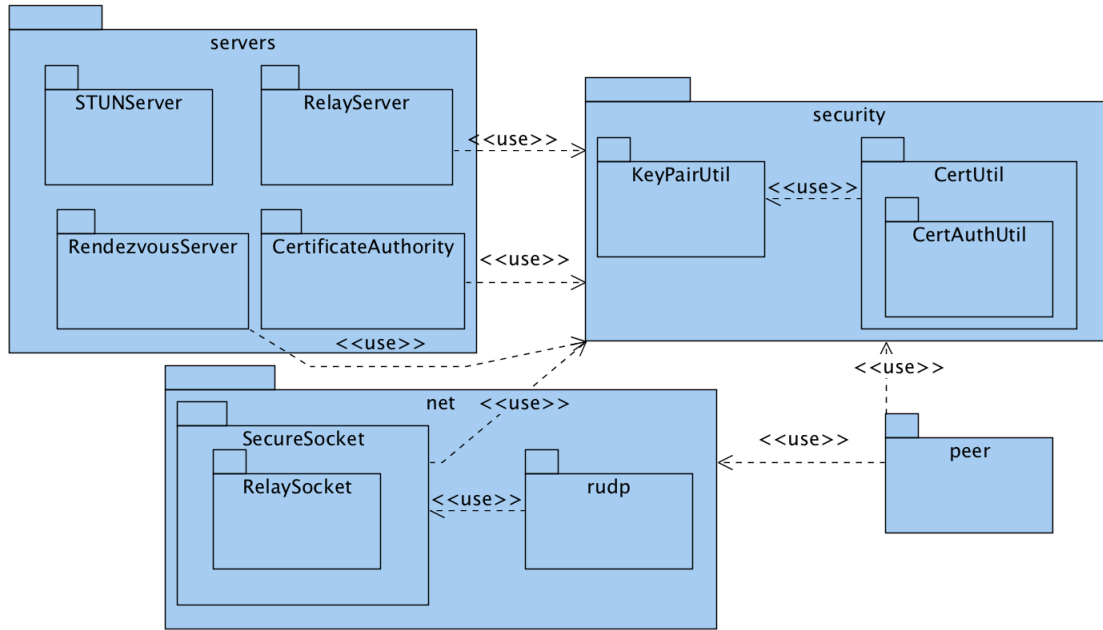 servers
STUNServer
RelayServer
<<use>>
RendezvousServer
CertificateAuthority
<<use>>
<<use>>
security
KeyPairUtil
<<use>>
CertUtil
CertAuthUtil
net
<<use>>
SecureSocket
RelaySocket
<<use>>
rudp
<<use>>
<<use>>
peer